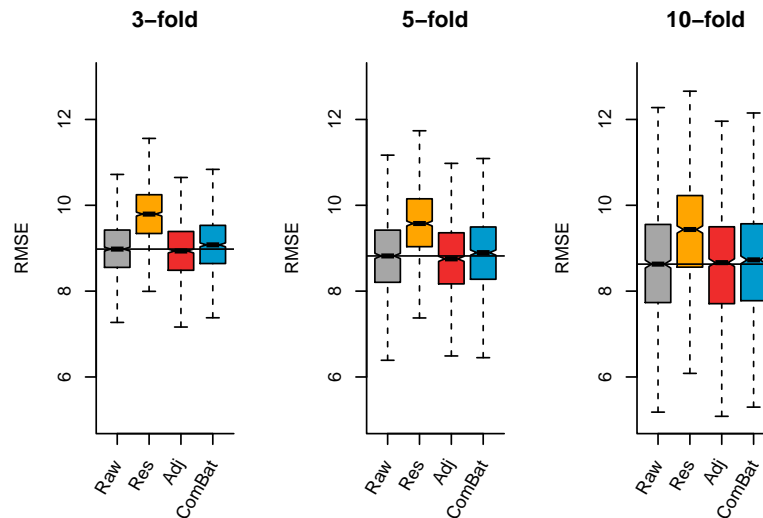 3−fold
5−fold
10−fold
RMSE
6
8
10
12
Raw
Res
Adj
ComBat
RMSE
6
8
10
12
Raw
Res
Adj
ComBat
RMSE
6
8
10
12
Raw
Res
Adj
ComBat